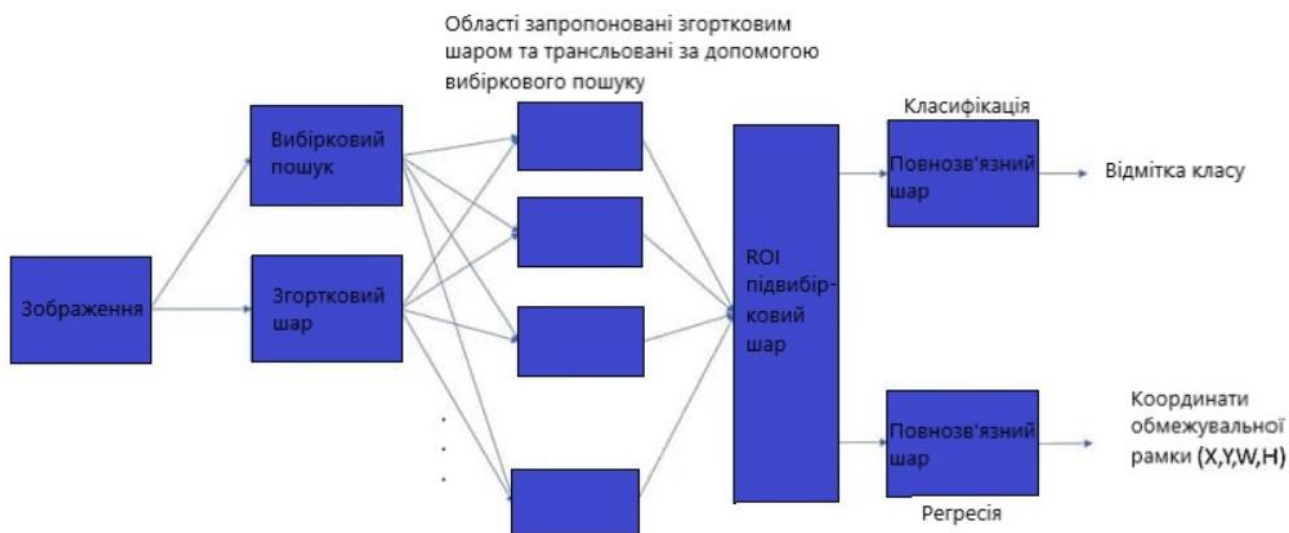 Області запропоновані згортковим
шаром та трансльовані за допомогою
вибіркового пошуку
Вибірковий
пошук
Згортковий
шар
Зображення
ROI
підвибір-
ковий
шар
Класифікація
Повнозв'язний
шар
Відмітка класу
Повнозв'язний
шар
Регресія
Координати
обмежувальної
рамки (X,Y,W,H)